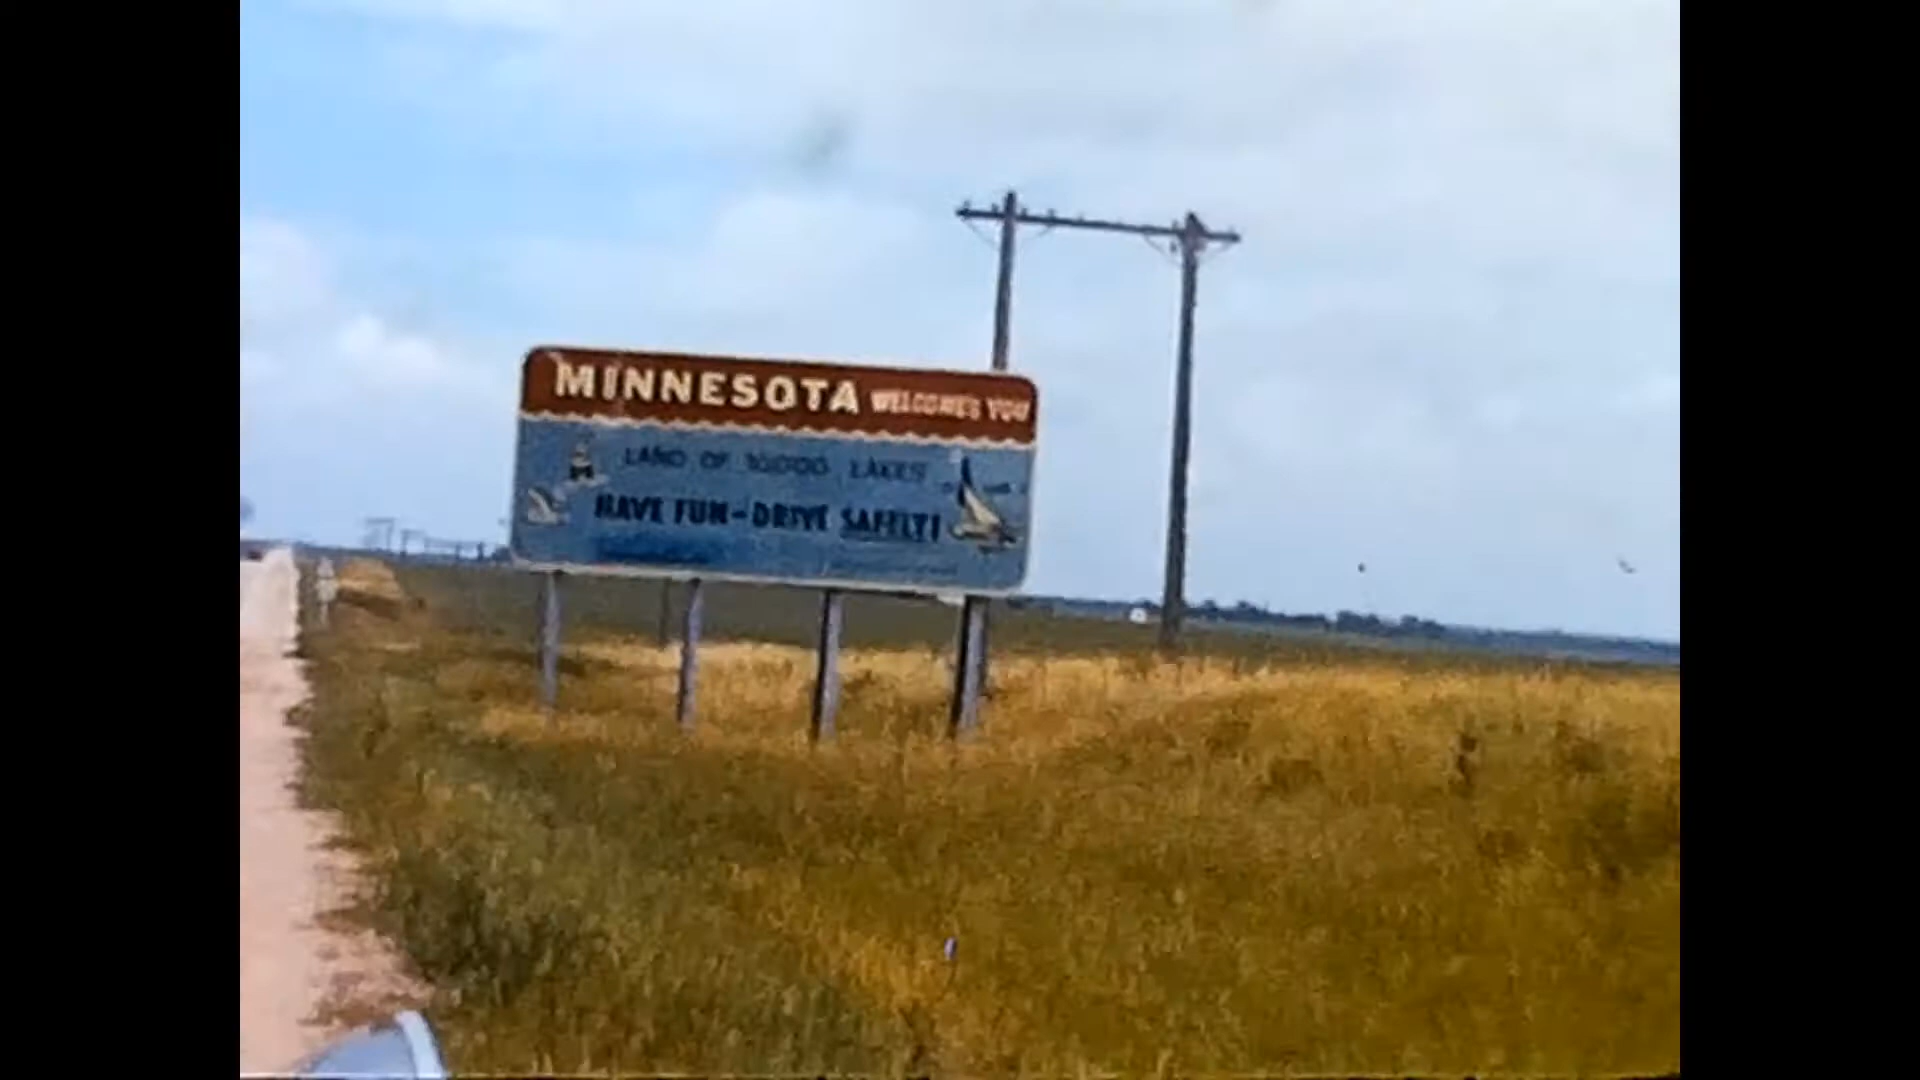 MINNESOTA WELCOMES YOU
LAND OF 10,000 LAKES
HAVE FUN-DRIVE SAFELY!